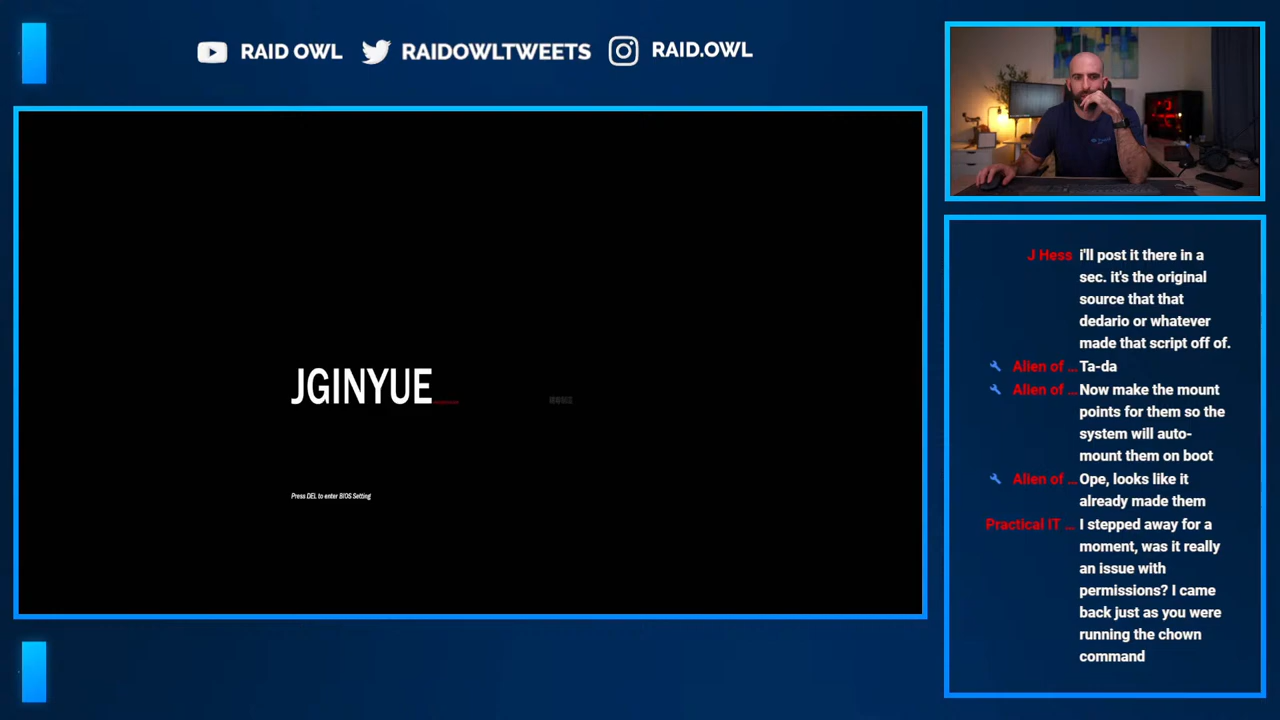 RAID OWL
RAIDOWLTWEETS
RAID.OWL
JGINYUE
Press DEL to enter BIOS Setting
J Hess i'll post it there in a
sec. it's the original
source that that
dedario or whatever
made that script off of.
Alien of ... Ta-da
Alien of ... Now make the mount
points for them so the
system will auto-
mount them on boot
Alien of ... Ope, looks like it
already made them
Practical IT ... I stepped away for a
moment, was it really
an issue with
permissions? I came
back just as you were
running the chown
command